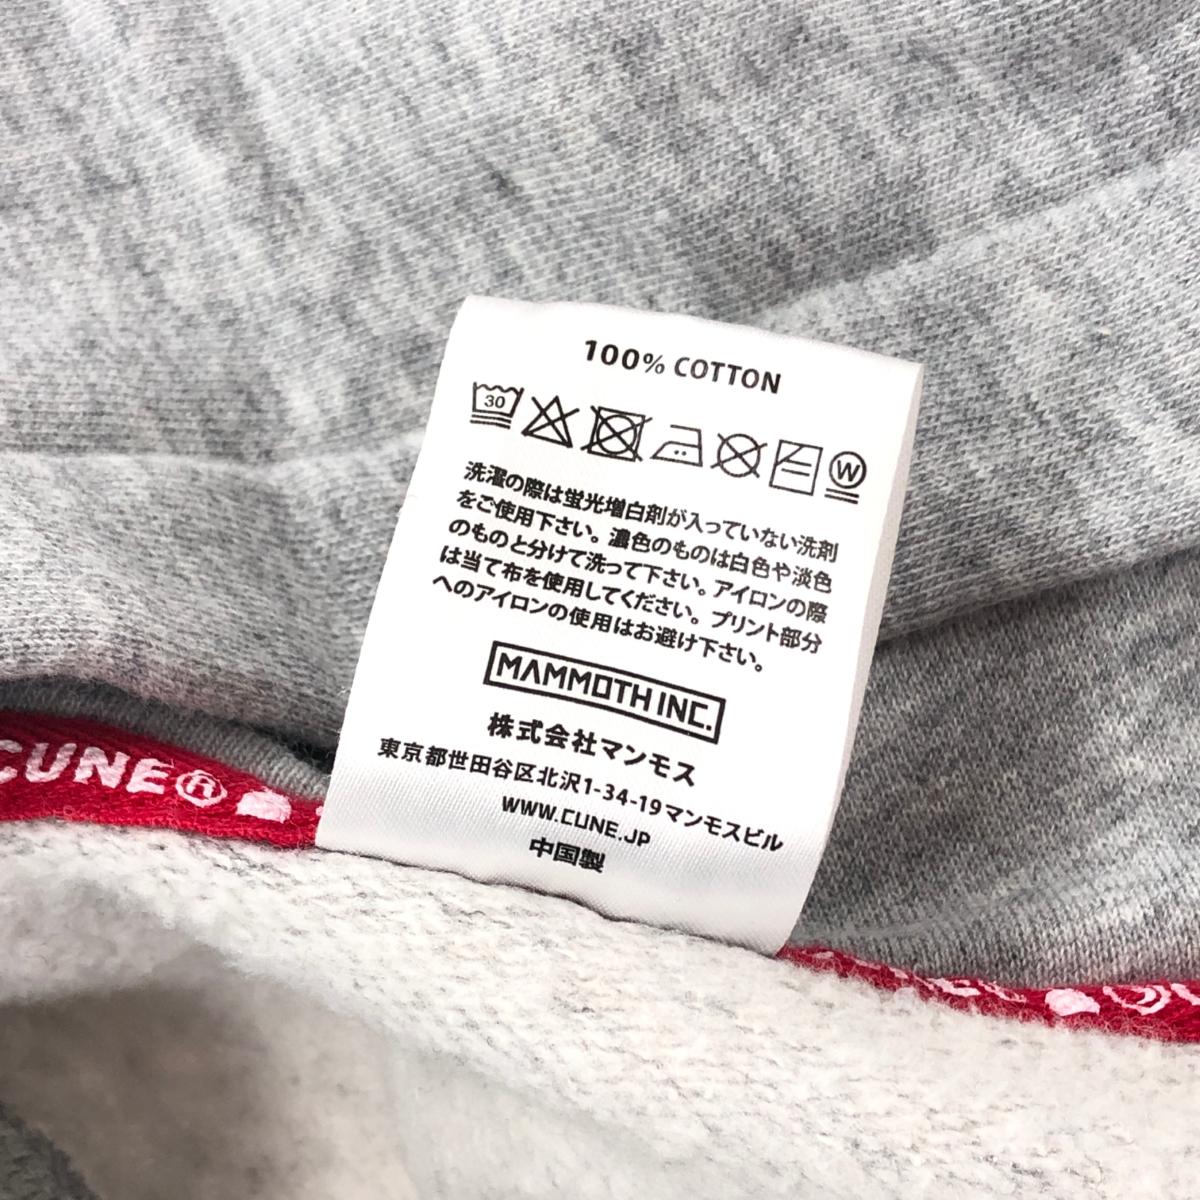 100% COTTON
30
W
洗濯の際は蛍光増白剤が入っていない洗剤
をご使用下さい。濃色のものは白色や淡色
のものと分けて洗って下さい。アイロンの際
は当て布を使用してください。プリント部分
へのアイロンの使用はお避け下さい。
MAMMOTH INC.
株式会社マンモス
東京都世田谷区北沢1-34-19マンモスビル
WWW.CUNE.JP
中国製
CUNE®